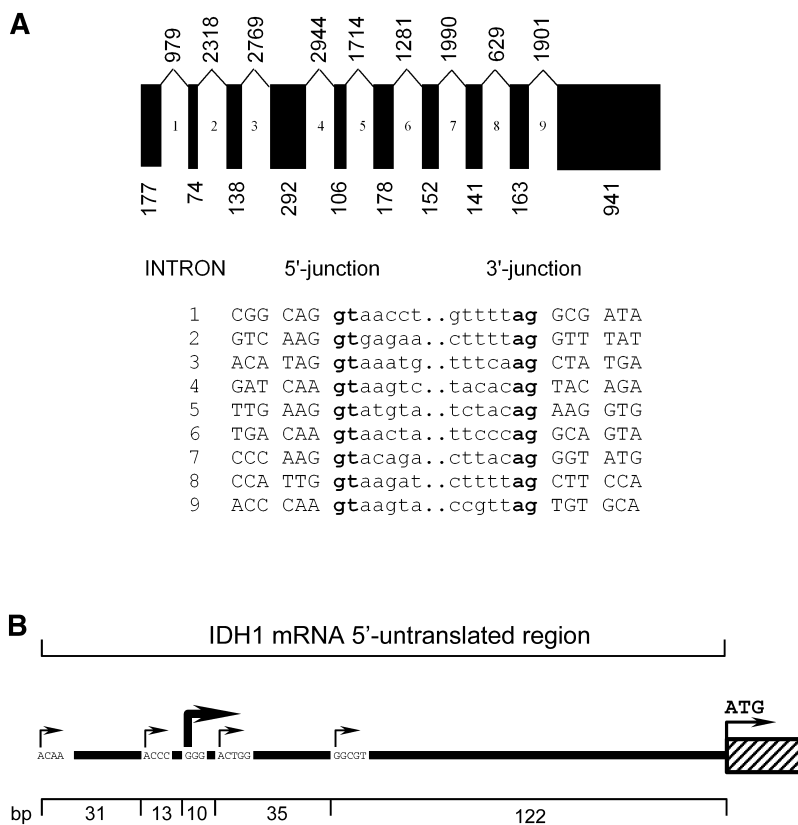 A
979 2318 2769 2944 1714 1281 1990 629 1901
1 2 3 4 5 6 7 8 9
177 74 138 292 106 178 152 141 163 941
INTRON 5'-junction 3'-junction
1 CGG CAG gtaacct..gttttag GCG ATA
2 GTC AAG gtgagaa..cttttag GTT TAT
3 ACA TAG gtaaatg..tttcaag CTA TGA
4 GAT CAA gtaagtc..tacacag TAC AGA
5 TTG AAG gtatgta..tctacag AAG GTG
6 TGA CAA gtaacta..ttcccag GCA GTA
7 CCC AAG gtacaga..cttacag GGT ATG
8 CCA TTG gtaagat..cttttag CTT CCA
9 ACC CAA gtaagta..ccgttag TGT GCA
B
IDH1 mRNA 5’-untranslated region
ATG
ACAA ACCC GGG ACTGG GGCGT
bp 31 13 10 35 122